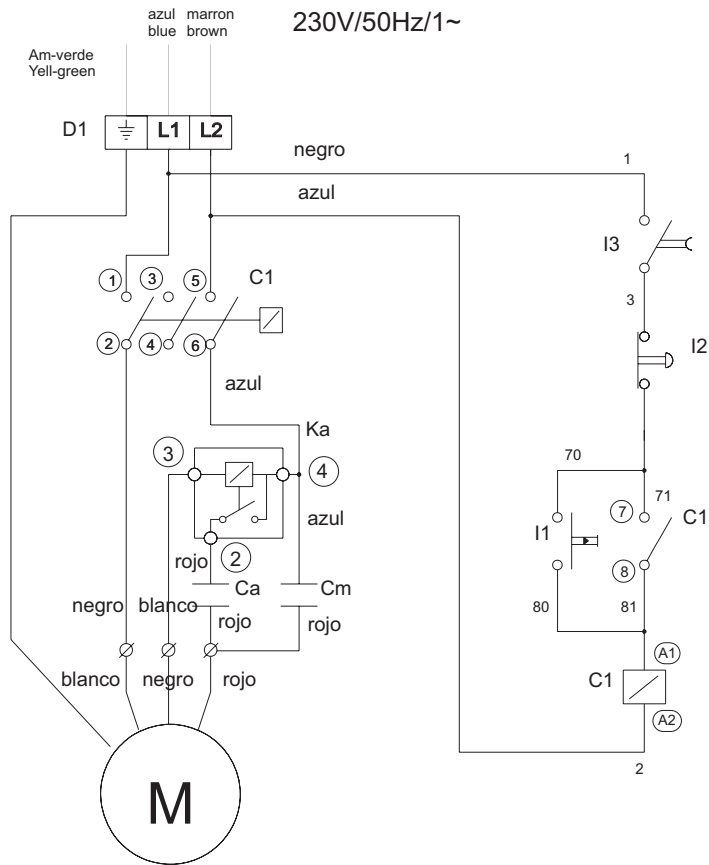 230V/50Hz/1~
azul marron
blue brown
Am-verde
Yell-green
D1
L1 L2
negro
1
azul
I3
1 3 5 C1
3
2 4 6
I2
azul
Ka
3 4
70
71
7 C1
azul
I1
2
rojo
8
Ca Cm
negro blanco
80 81
rojo rojo
A1
blanco negro rojo
C1
A2
2
M